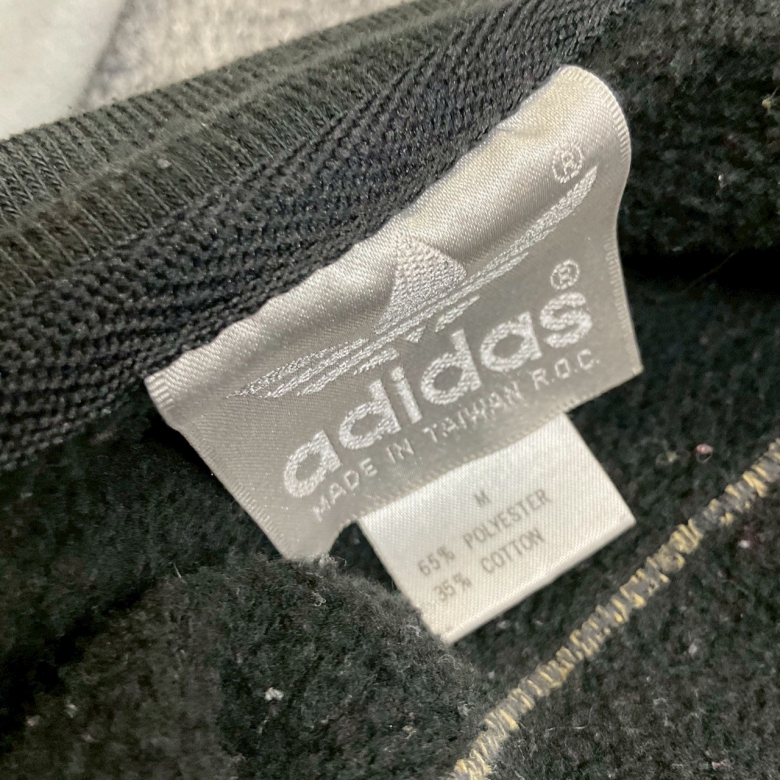 ®
adidas®
MADE IN TAIWAN R.O.C.
M
65% POLYESTER
35% COTTON